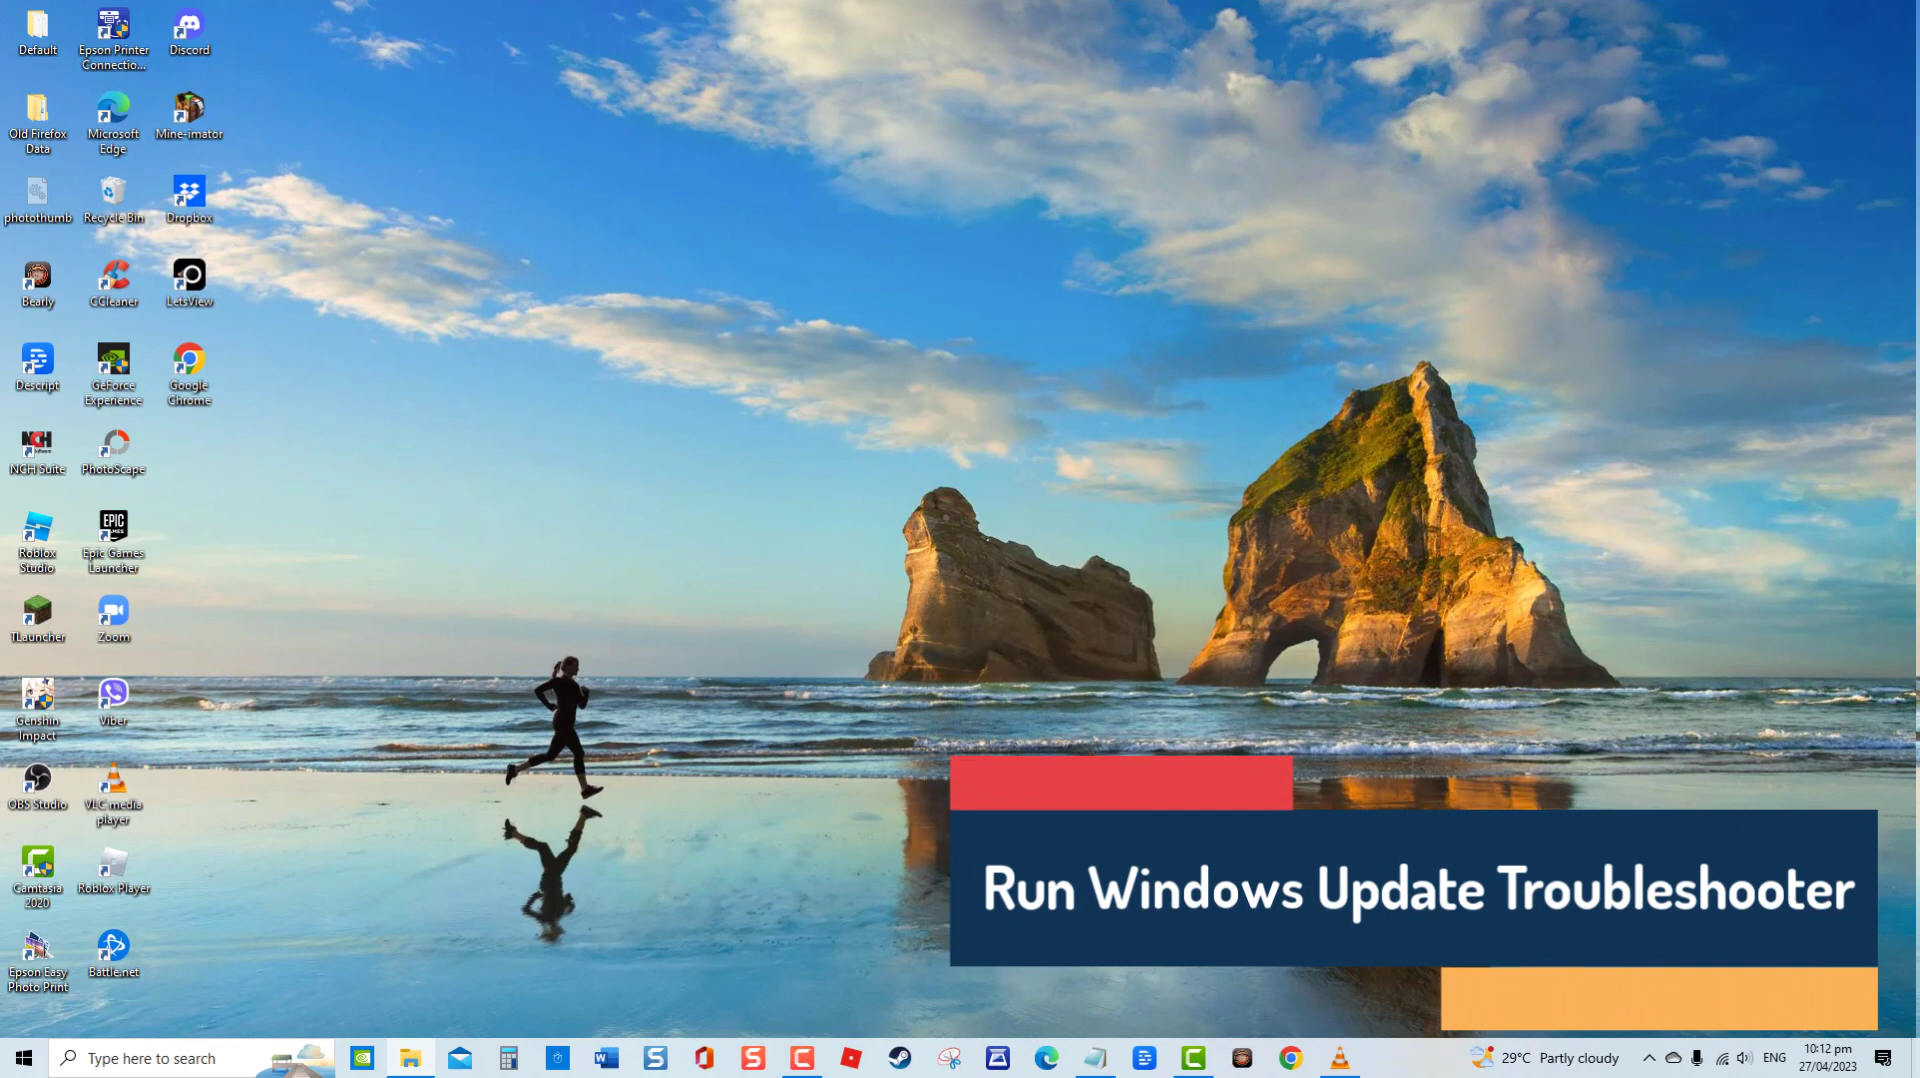 Default
Epson Printer
Connectio...
Discord
Old Firefox
Data
Microsoft
Edge
Mine-imator
photothumb
Recycle Bin
Dropbox
Bearly
CCleaner
LetsView
Descript
GeForce
Experience
Google
Chrome
NCH Suite
PhotoScape
Roblox
Studio
EPIC
GAMES
Epic Games
Launcher
TLauncher
Zoom
Genshin
Impact
Viber
OBS Studio
VLC media
player
Camtasia
2020
Roblox Player
Epson Easy
Photo Print
Battle.net
Run Windows Update Troubleshooter
Type here to search
29°C Partly cloudy
ENG
10:12 pm
27/04/2023